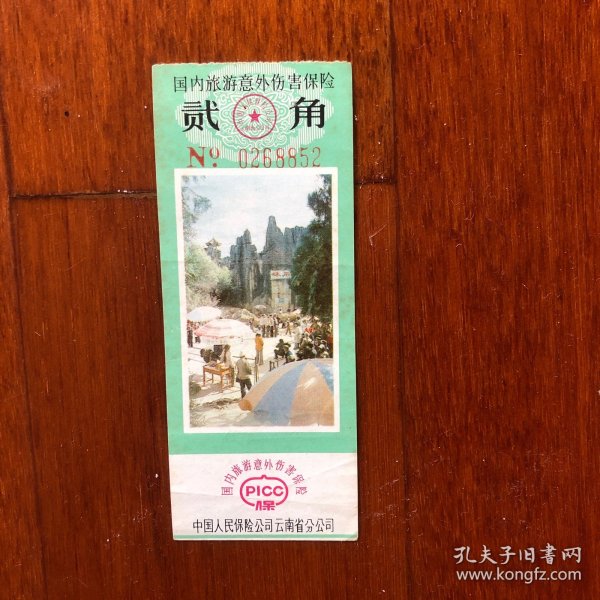 国内旅游意外伤害保险
贰角
Nº 0268852
国内旅游意外伤害保险
PICC
保
中国人民保险公司云南省分公司
孔夫子旧书网
www.kongfz.com